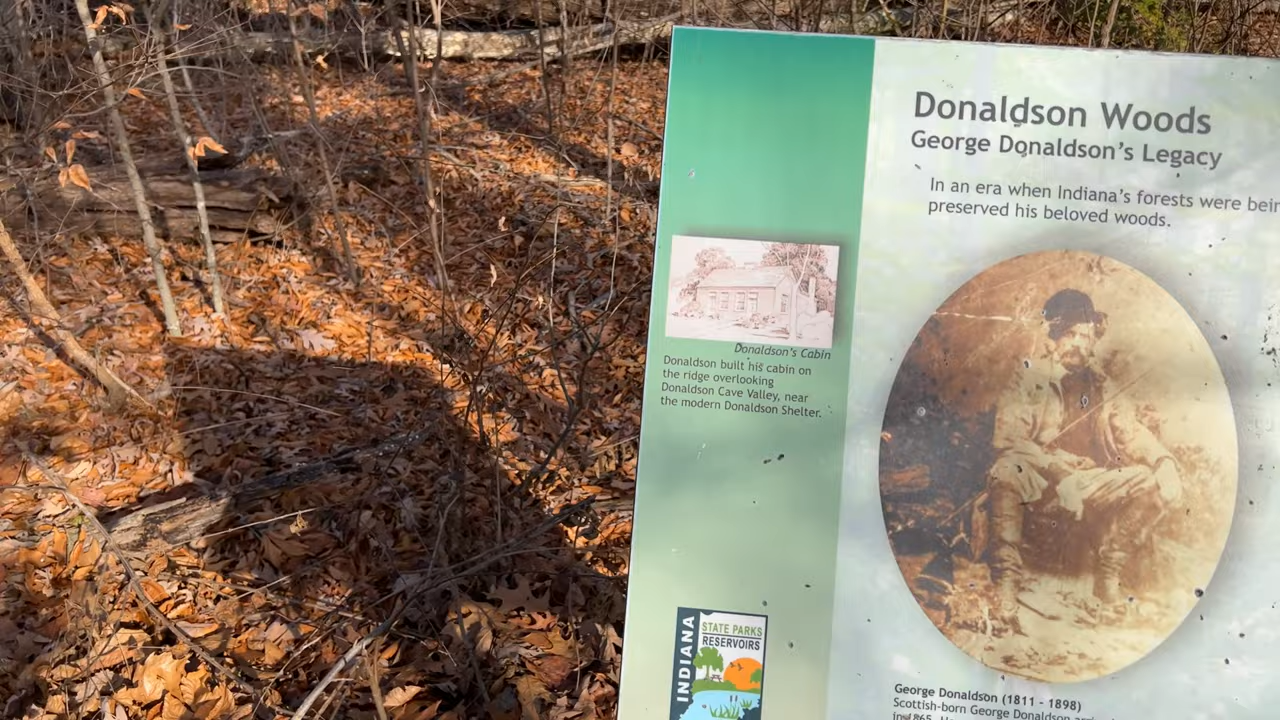 Donaldson Woods
George Donaldson's Legacy
In an era when Indiana's forests were
preserved his beloved woods.
Donaldson's Cabin
Donaldson built his cabin on
the ridge overlooking
Donaldson Cave Valley, near
the modern Donaldson Shelter.
INDIANA
STATE PARKS
RESERVOIRS
George Donaldson (1811 - 1898)
Scottish-born George Donaldson
in 1865.